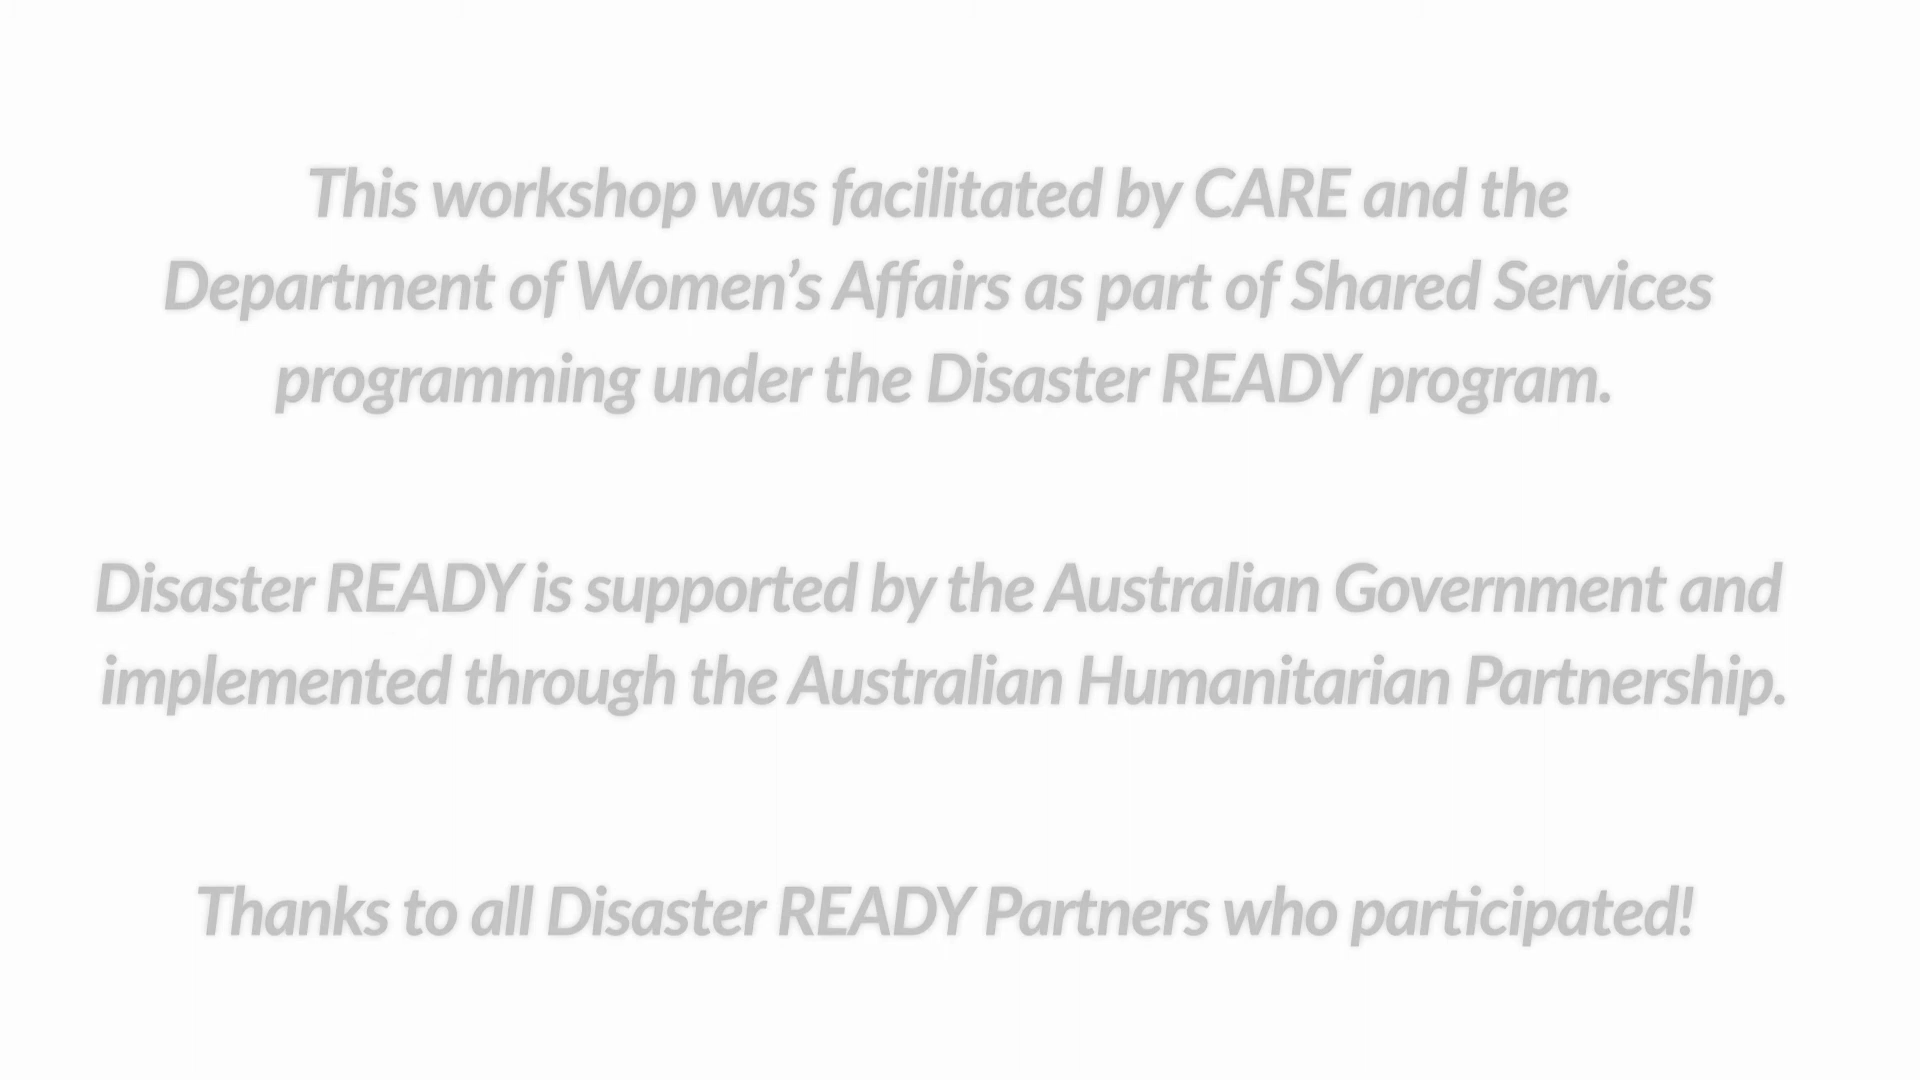 This workshop was facilitated by CARE and the
Department of Women’s Affairs as part of Shared Services
programming under the Disaster READY program.
Disaster READY is supported by the Australian Government and
implemented through the Australian Humanitarian Partnership.
Thanks to all Disaster READY Partners who participated!